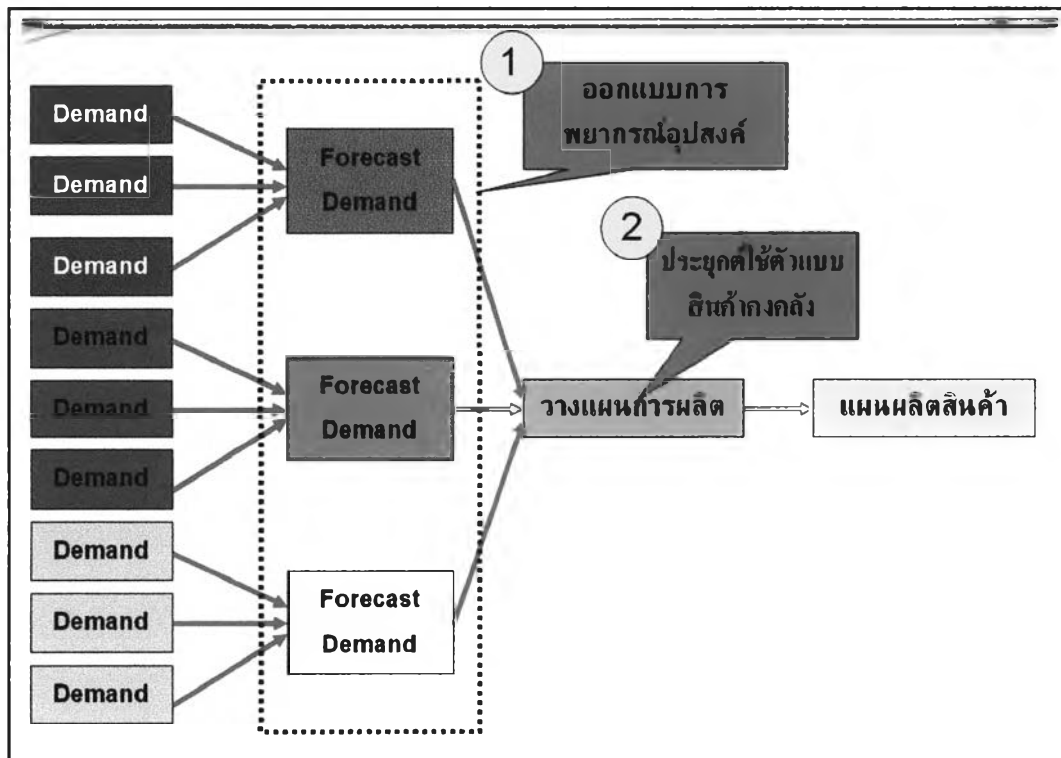 Demand
Demand
Demand
Demand
Demand
Demand
Demand
Demand
Demand
Forecast
Demand
Forecast
Demand
Forecast
Demand
1
ออกแบบการ
พยากรณ์อุปสงค์
2
ประยุกต์ใช้ตัวแบบ
สินค้าคงคลัง
วางแผนการผลิต
แผนผลิตสินค้า